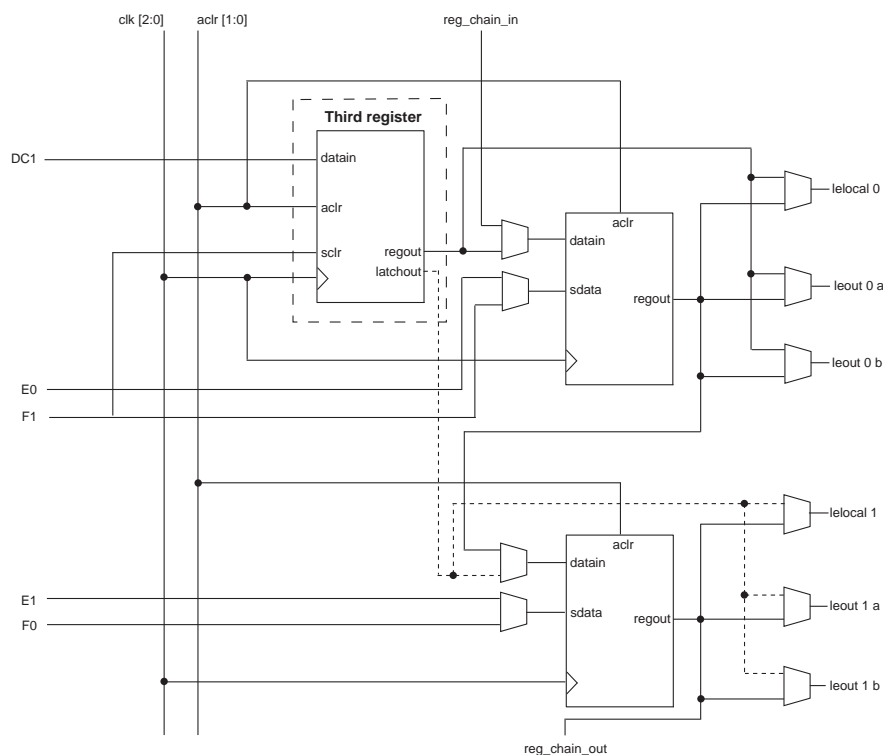 clk [2:0]
aclr [1:0]
reg_chain_in
Third register
DC1
datain
aclr
sclr
regout
latchout
aclr
datain
sdata
regout
lelocal 0
leout 0 a
leout 0 b
E0
F1
aclr
datain
sdata
regout
lelocal 1
leout 1 a
leout 1 b
E1
F0
reg_chain_out